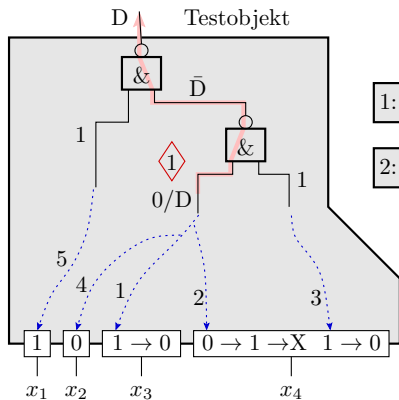 D Testobjekt
&
D̄
1
1:
&
1
1
2:
0/D
5
4
1
2
3
1 0 1 → 0 0 → 1 →X 1 → 0
x₁ x₂ x₃ x₄